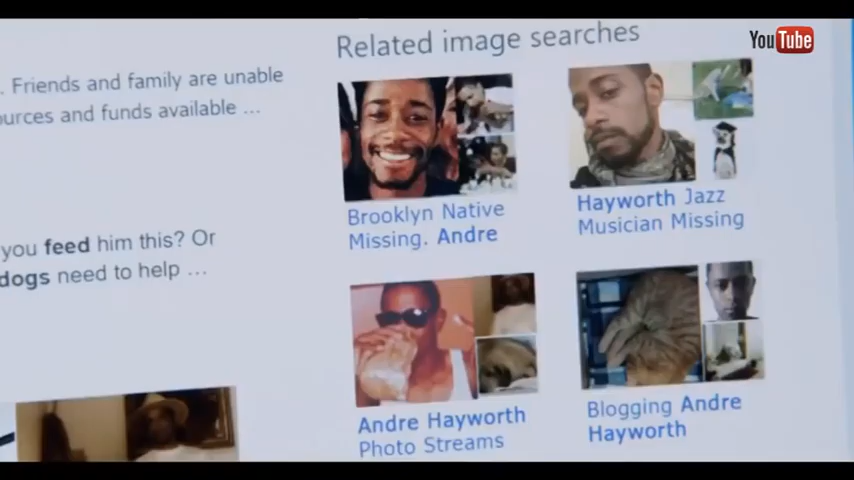 YouTube
Related image searches
. Friends and family are unable
ources and funds available ...
Brooklyn Native
Missing. Andre
Hayworth Jazz
Musician Missing
you feed him this? Or
dogs need to help ...
Andre Hayworth
Photo Streams
Blogging Andre
Hayworth